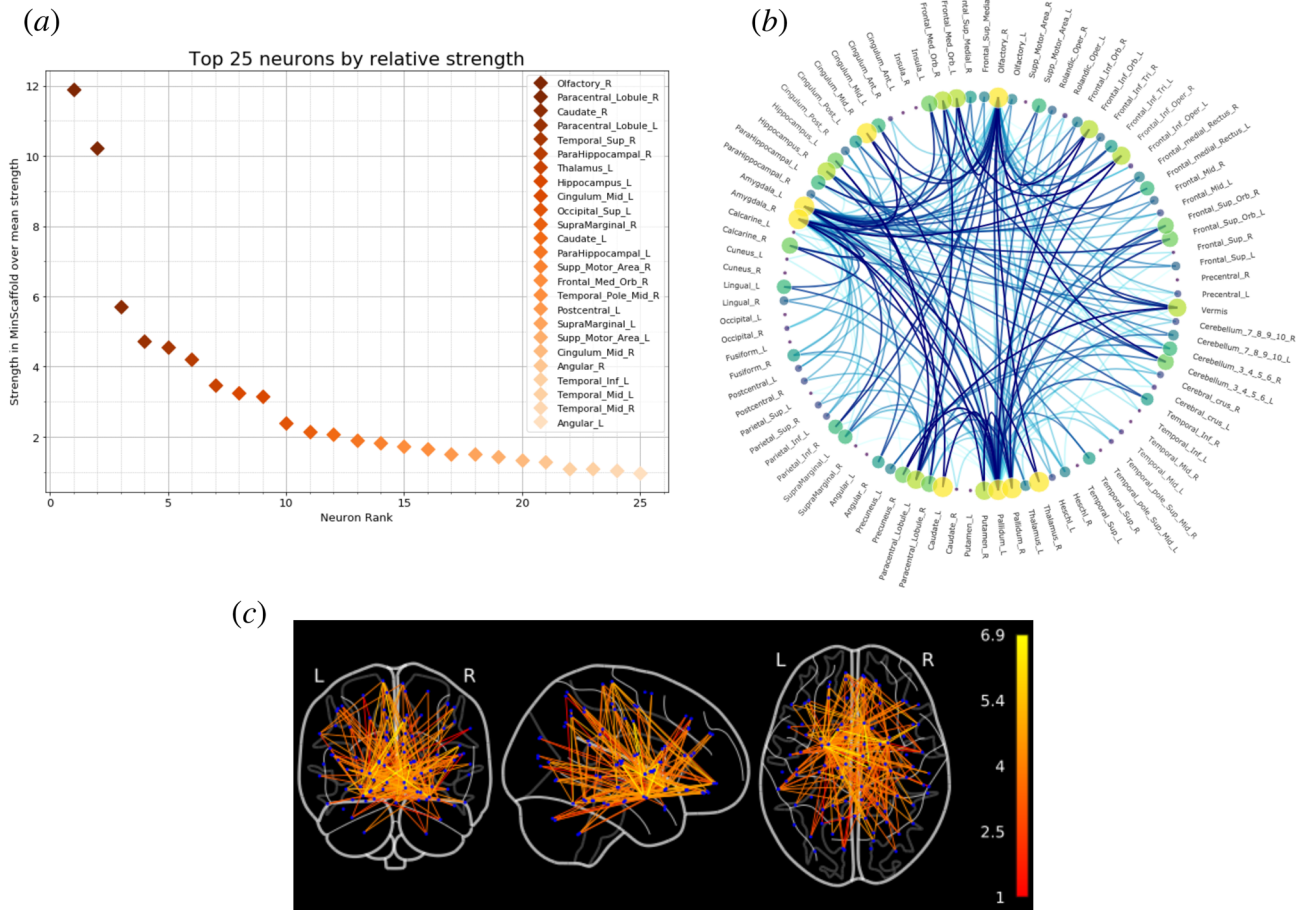 (a)
Top 25 neurons by relative strength
Strength in MinScaffold over mean strength
12
10
8
6
4
2
0
5
10
15
20
25
Neuron Rank
Olfactory_R
Paracentral_Lobule_R
Caudate_R
Paracentral_Lobule_L
Temporal_Sup_R
ParaHippocampal_R
Thalamus_L
Hippocampus_L
Cingulum_Mid_L
Occipital_Sup_L
SupraMarginal_R
Caudate_L
ParaHippocampal_L
Supp_Motor_Area_R
Frontal_Med_Orb_R
Temporal_Pole_Mid_R
Postcentral_L
SupraMarginal_L
Supp_Motor_Area_L
Cingulum_Mid_R
Angular_R
Temporal_Inf_L
Temporal_Mid_L
Temporal_Mid_R
Angular_L
(b)
Frontal_Sup_Media
Olfactory_R
Olfactory_L
Supp_Motor_Area_R
Supp_Motor_Area_L
Rolandic_Oper_R
Rolandic_Oper_L
Frontal_Inf_Orb_R
Frontal_Inf_Orb_L
Frontal_Inf_Tri_R
Frontal_Inf_Tri_L
Frontal_Inf_Oper_R
Frontal_Inf_Oper_L
Frontal_medial_Rectus_R
Frontal_medial_Rectus_L
Frontal_Mid_R
Frontal_Mid_L
Frontal_Sup_Orb_R
Frontal_Sup_Orb_L
Frontal_Sup_R
Frontal_Sup_L
Precentral_R
Precentral_L
Vermis
Cerebellum_7_8_9_10_R
Cerebellum_7_8_9_10_L
Cerebellum_3_4_5_6_R
Cerebellum_3_4_5_6_L
Cerebral_crus_R
Cerebral_crus_L
Temporal_Inf_R
Temporal_Inf_L
Temporal_Mid_R
Temporal_Mid_L
Temporal_pole_Sup_Mid_R
Temporal_pole_Sup_Mid_L
Temporal_Sup_R
Temporal_Sup_L
Heschl_R
Heschl_L
Thalamus_R
Thalamus_L
Pallidum_R
Pallidum_L
Putamen_R
Putamen_L
Caudate_R
Caudate_L
Paracentral_Lobule_R
Paracentral_Lobule_L
Precuneus_R
Precuneus_L
Angular_R
Angular_L
SupraMarginal_R
SupraMarginal_L
Parietal_Inf_R
Parietal_Inf_L
Parietal_Sup_R
Parietal_Sup_L
Postcentral_R
Postcentral_L
Fusiform_R
Fusiform_L
Occipital_R
Occipital_L
Lingual_R
Lingual_L
Cuneus_R
Cuneus_L
Calcarine_R
Calcarine_L
Amygdala_R
Amygdala_L
ParaHippocampal_R
ParaHippocampal_L
Hippocampus_L
Hippocampus_R
Cingulum_Post_R
Cingulum_Post_L
Cingulum_Mid_R
Cingulum_Mid_L
Cingulum_Ant_R
Cingulum_Ant_L
Insula_R
Insula_L
Frontal_Med_Orb_R
Frontal_Med_Orb_L
(c)
L
R
L
R
6.9
5.4
4
2.5
1